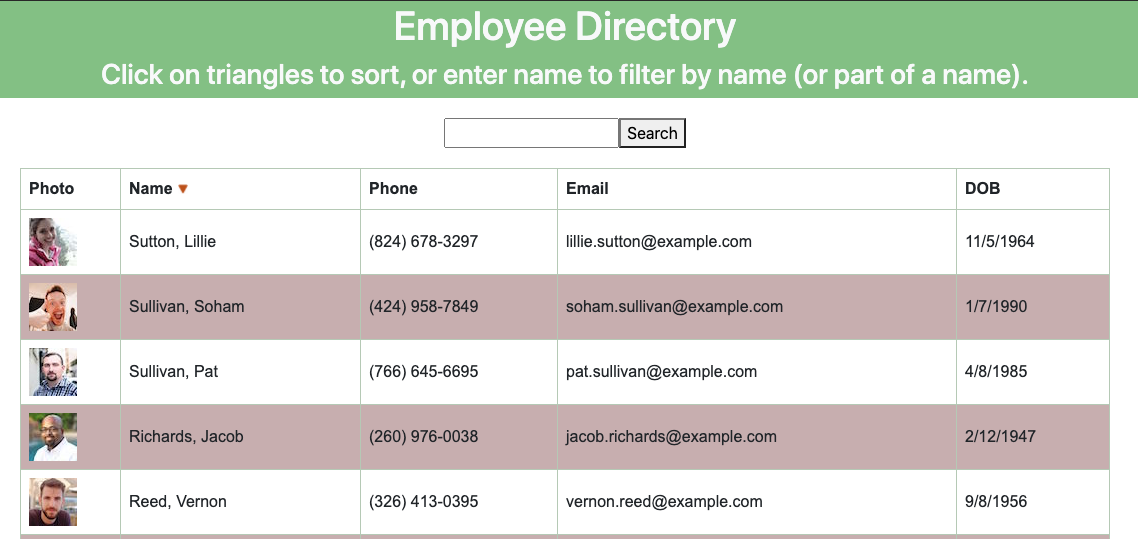 Employee Directory
Click on triangles to sort, or enter name to filter by name (or part of a name).
Search
Photo Name ▼ Phone Email DOB
Sutton, Lillie (824) 678-3297 lillie.sutton@example.com 11/5/1964
Sullivan, Soham (424) 958-7849 soham.sullivan@example.com 1/7/1990
Sullivan, Pat (766) 645-6695 pat.sullivan@example.com 4/8/1985
Richards, Jacob (260) 976-0038 jacob.richards@example.com 2/12/1947
Reed, Vernon (326) 413-0395 vernon.reed@example.com 9/8/1956